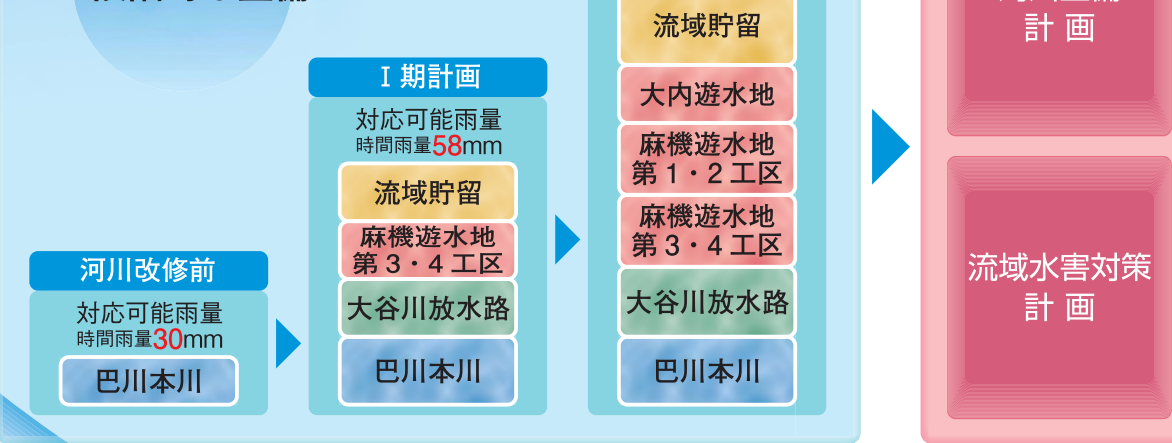 河川改修前
対応可能雨量
時間雨量30mm
巴川本川
Ⅰ期計画
対応可能雨量
時間雨量58mm
流域貯留
麻機遊水地
第3・4工区
大谷川放水路
巴川本川
流域貯留
大内遊水地
麻機遊水地
第1・2工区
麻機遊水地
第3・4工区
大谷川放水路
巴川本川
計画
流域水害対策
計画